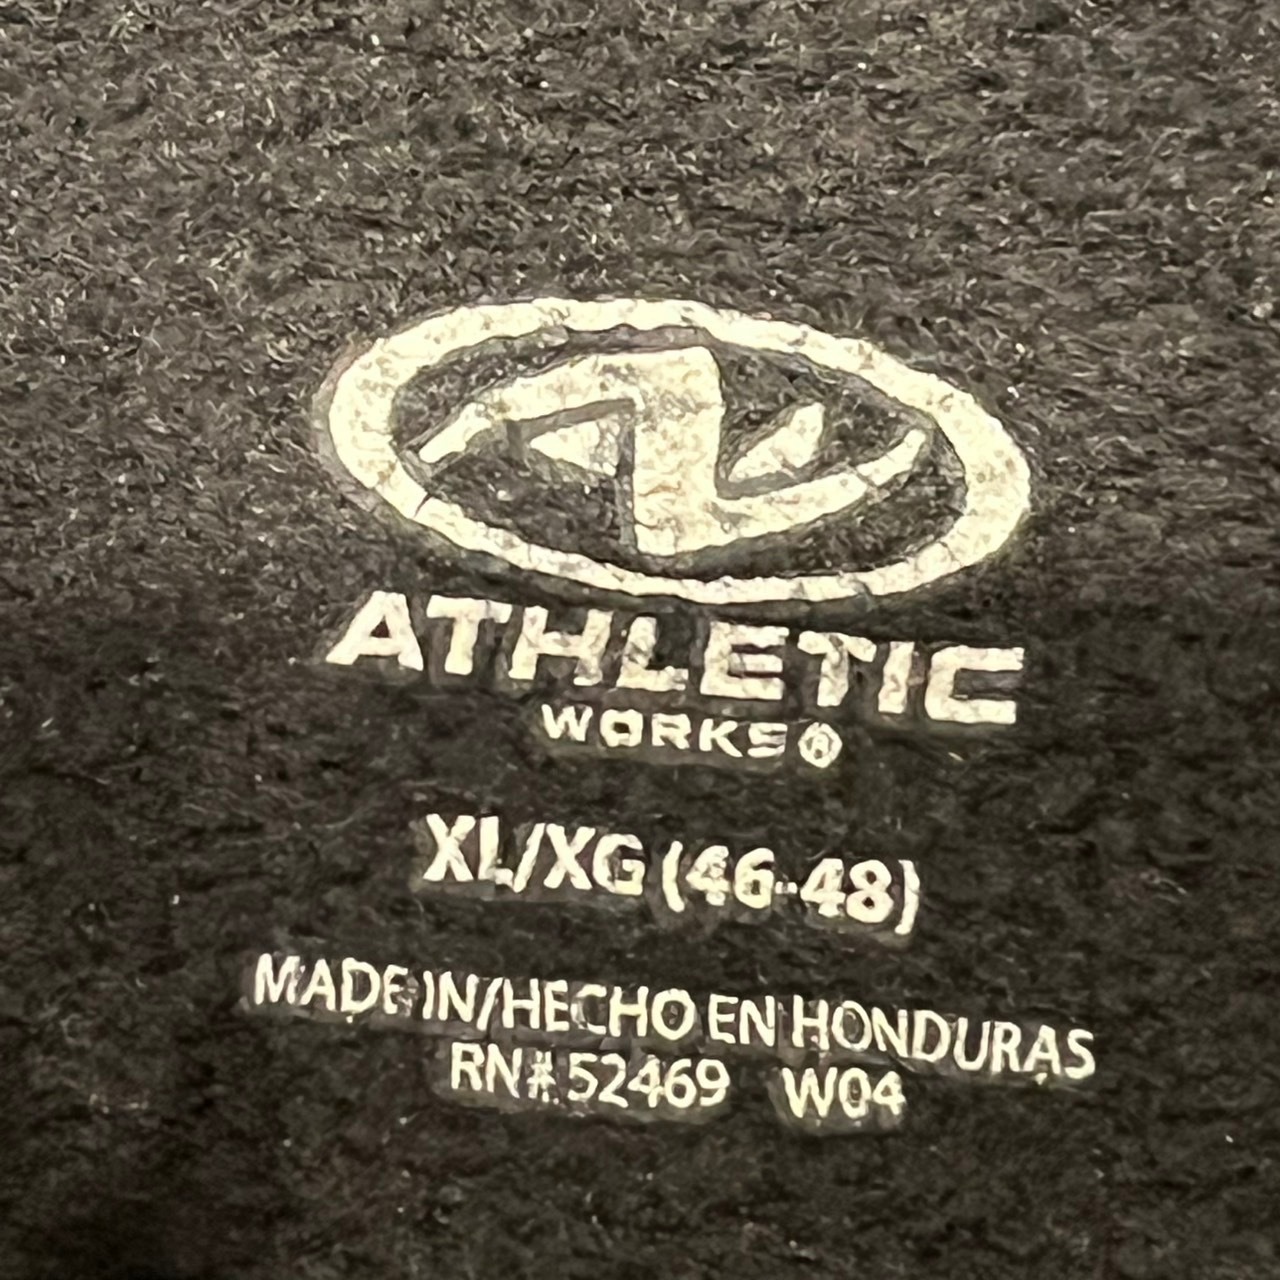 ATHLETIC
WORKS®
XL/XG (46-48)
MADE IN/HECHO EN HONDURAS
RN# 52469 W04